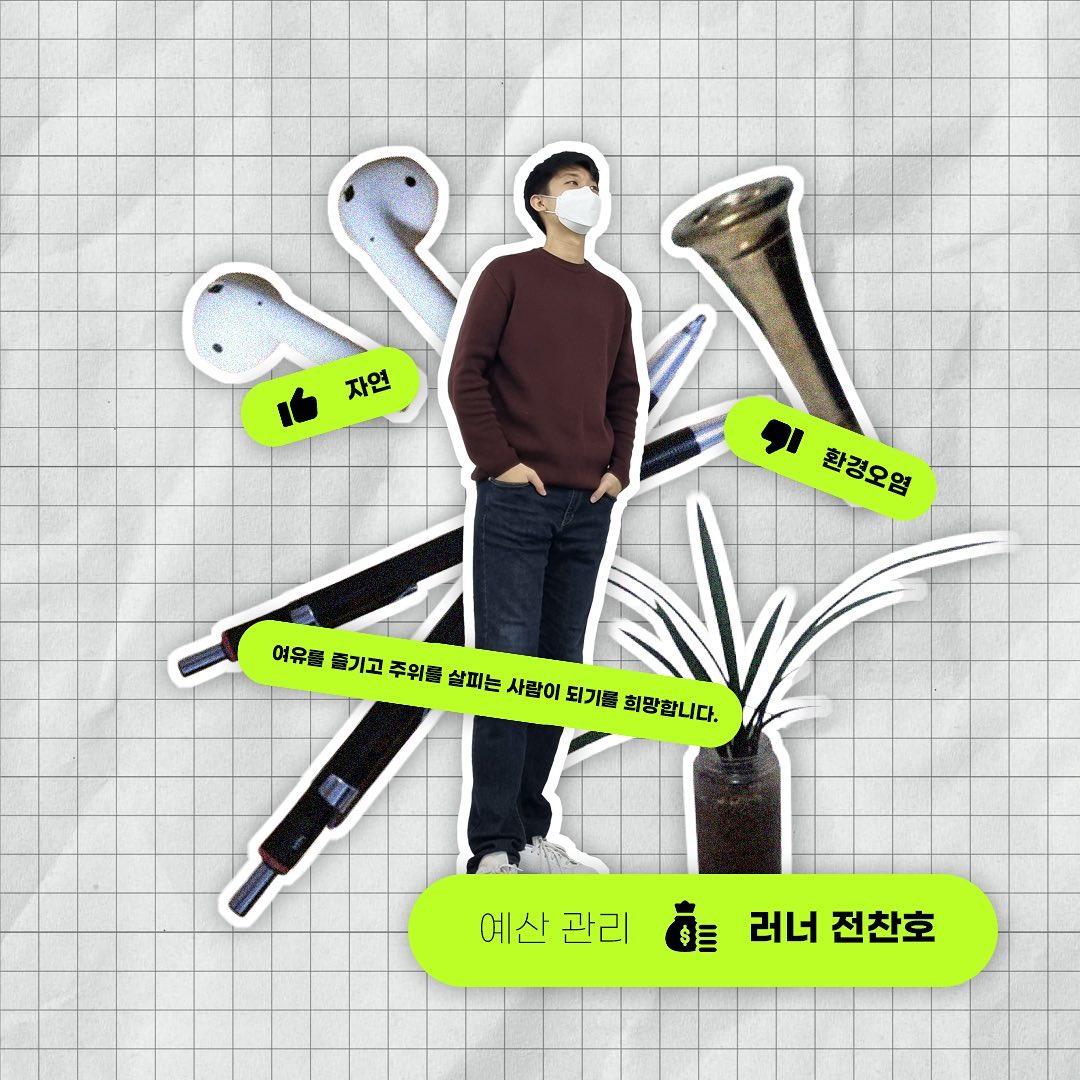 자연
환경오염
여유를 즐기고 주위를 살피는 사람이 되기를 희망합니다.
예산 관리 러너 전찬호